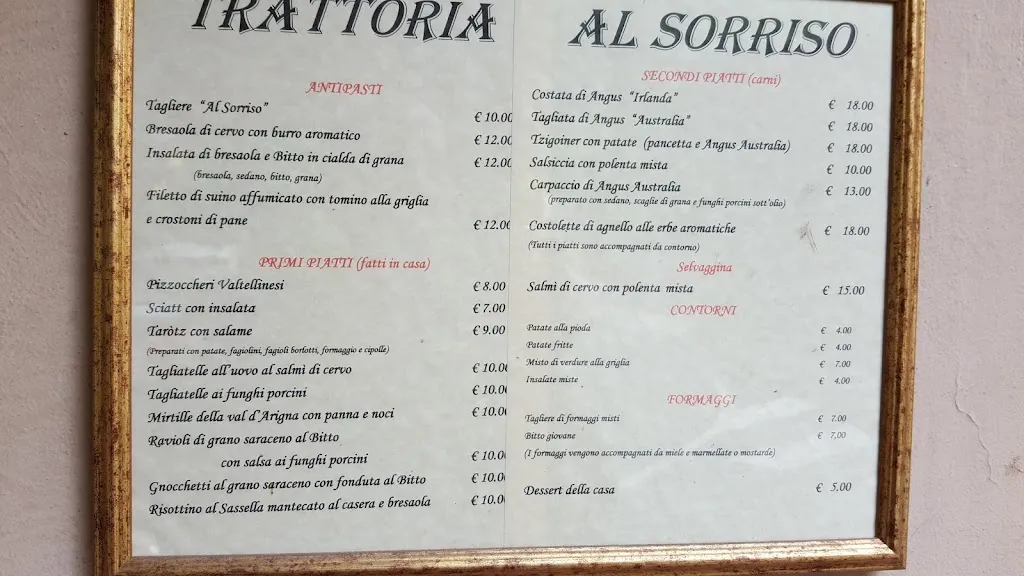 TRATTORIA
ANTIPASTI
Tagliere "Al Sorriso" € 10.00
Bresaola di cervo con burro aromatico € 12.00
Insalata di bresaola e Bitto in cialda di grana € 12.00
(bresaola, sedano, bitto, grana)
Filetto di suino affumicato con tomino alla griglia
e crostoni di pane € 12.00
PRIMI PIATTI (fatti in casa)
Pizzoccheri Valtellinesi € 8.00
Sciatt con insalata € 7.00
Taròtz con salame € 9.00
(Preparati con patate, fagiolini, fagioli borlotti, formaggio e cipolle)
Tagliatelle all'uovo al salmì di cervo € 10.00
Tagliatelle ai funghi porcini € 10.00
Mirtille della val d'Arigna con panna e noci € 10.00
Ravioli di grano saraceno al Bitto
con salsa ai funghi porcini € 10.00
Gnocchetti al grano saraceno con fonduta al Bitto € 10.00
Risottino al Sassella mantecato al casera e bresaola € 10.00
AL SORRISO
SECONDI PIATTI (carni)
Costata di Angus "Irlanda" € 18.00
Tagliata di Angus "Australia" € 18.00
Tzigoiner con patate (pancetta e Angus Australia) € 18.00
Salsiccia con polenta mista € 10.00
Carpaccio di Angus Australia € 13.00
(preparato con sedano, scaglie di grana e funghi porcini sott'olio)
Costolette di agnello alle erbe aromatiche € 18.00
(Tutti i piatti sono accompagnati da contorno)
Selvaggina
Salmì di cervo con polenta mista € 15.00
CONTORNI
Patate alla pioda € 4.00
Patate fritte € 4.00
Misto di verdure alla griglia € 7.00
Insalate miste € 4.00
FORMAGGI
Tagliere di formaggi misti € 7.00
Bitto giovane € 7,00
(I formaggi vengono accompagnati da miele e marmellate o mostarde)
Dessert della casa € 5.00